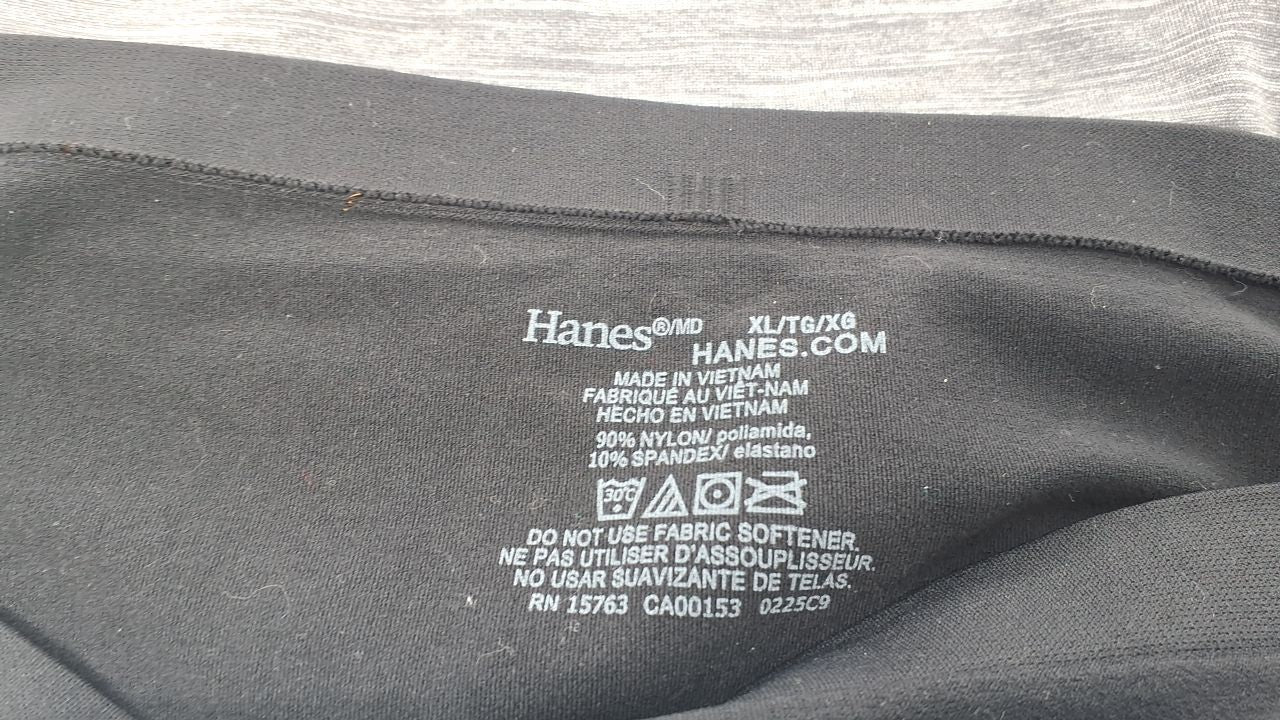 Hanes®/MD XL/TG/XG
HANES.COM
MADE IN VIETNAM
FABRIQUÉ AU VIÊT-NAM
HECHO EN VIETNAM
90% NYLON/ poliamida,
10% SPANDEX/ elastano
30°C
DO NOT USE FABRIC SOFTENER.
NE PAS UTILISER D'ASSOUPLISSEUR.
NO USAR SUAVIZANTE DE TELAS.
RN 15763 CA00153 0225C9